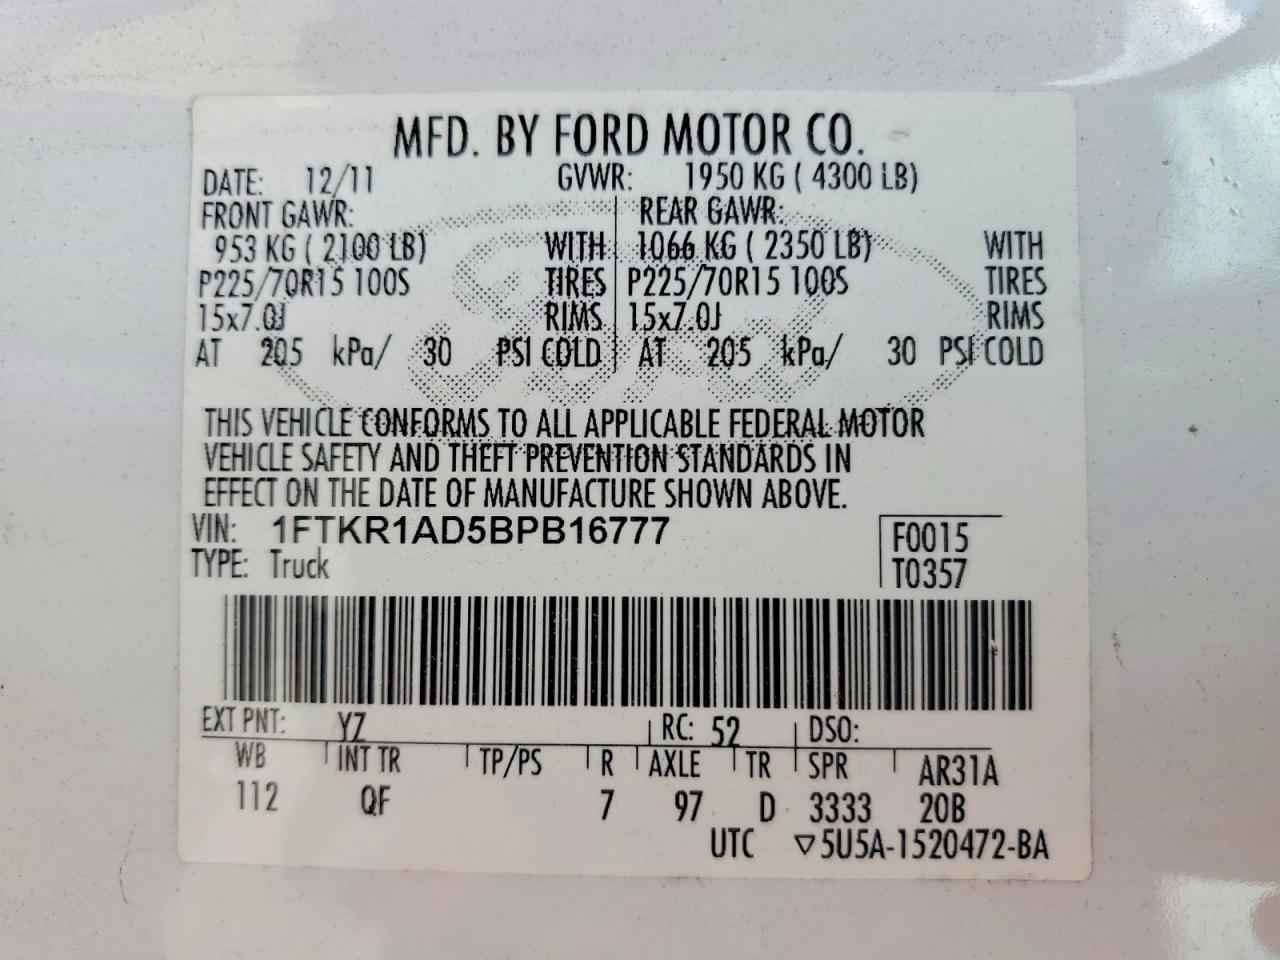 MFD. BY FORD MOTOR CO.
DATE: 12/11 GVWR: 1950 KG ( 4300 LB)
FRONT GAWR: REAR GAWR:
953 KG ( 2100 LB) WITH 1066 KG ( 2350 LB) WITH
P225/70R15 100S TIRES P225/70R15 100S TIRES
15x7.0J RIMS 15x7.0J RIMS
AT 205 kPa/ 30 PSI COLD AT 205 kPa/ 30 PSI COLD
THIS VEHICLE CONFORMS TO ALL APPLICABLE FEDERAL MOTOR
VEHICLE SAFETY AND THEFT PREVENTION STANDARDS IN
EFFECT ON THE DATE OF MANUFACTURE SHOWN ABOVE.
VIN: 1FTKR1AD5BPB16777 F0015
TYPE: Truck T0357
EXT PNT: YZ RC: 52 DSO:
WB INT TR TP/PS R AXLE TR SPR AR31A
112 QF 7 97 D 3333 20B
UTC ▽5U5A-1520472-BA